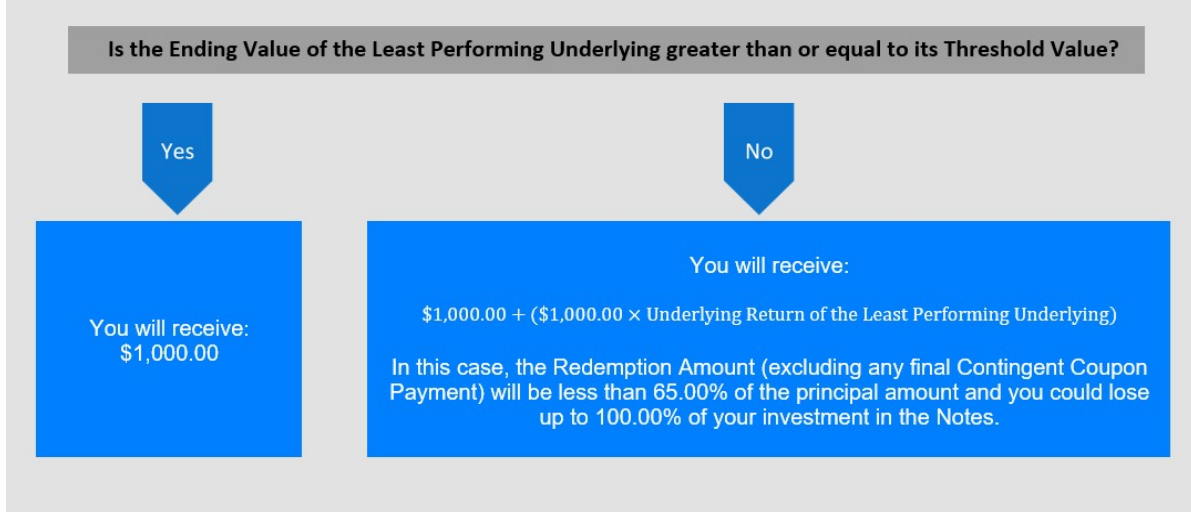 Is the Ending Value of the Least Performing Underlying greater than or equal to its Threshold Value?
Yes
No
You will receive:
$1,000.00
You will receive:
$1,000.00 + ($1,000.00 × Underlying Return of the Least Performing Underlying)
In this case, the Redemption Amount (excluding any final Contingent Coupon
Payment) will be less than 65.00% of the principal amount and you could lose
up to 100.00% of your investment in the Notes.